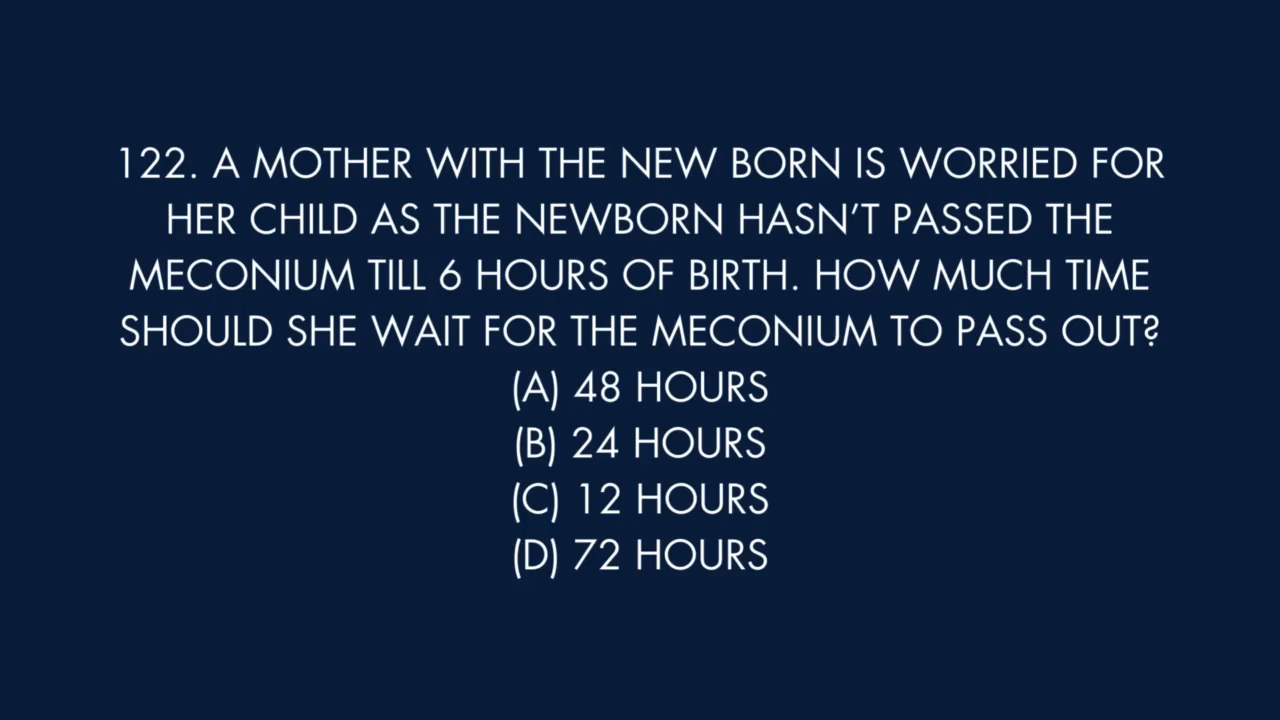 122. A MOTHER WITH THE NEW BORN IS WORRIED FOR
HER CHILD AS THE NEWBORN HASN'T PASSED THE
MECONIUM TILL 6 HOURS OF BIRTH. HOW MUCH TIME
SHOULD SHE WAIT FOR THE MECONIUM TO PASS OUT?
(A) 48 HOURS
(B) 24 HOURS
(C) 12 HOURS
(D) 72 HOURS